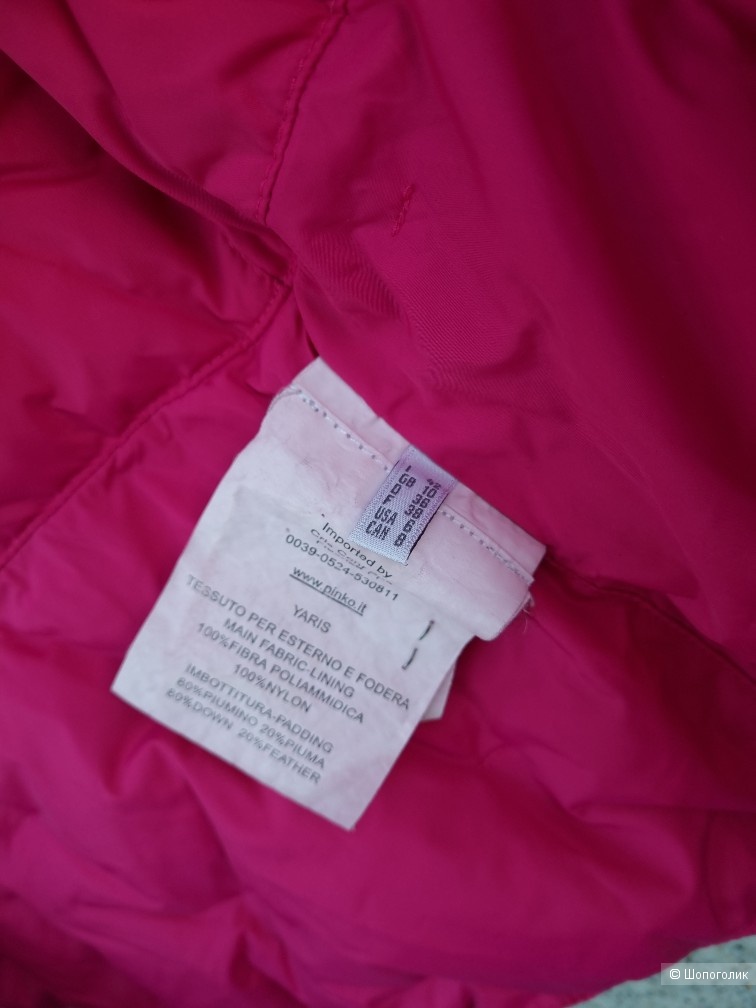 I 42
GB 10
D 36
F 38
USA 6
CAN 8
Imported by
0039-0524-530811
www.pinko.it
YARIS
TESSUTO PER ESTERNO E FODERA
MAIN FABRIC-LINING
100%FIBRA POLIAMMIDICA
100%NYLON
IMBOTTITURA-PADDING
80%PIUMINO 20%PIUMA
80%DOWN 20%FEATHER
© Шопоголик